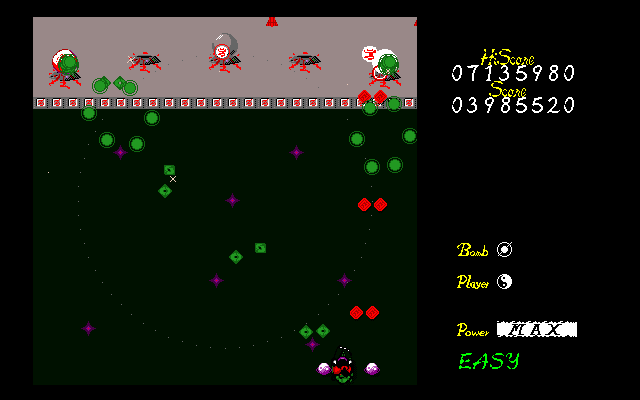 HiScore
07135980
Score
03985520
Bomb
Player
Power MAX
EASY